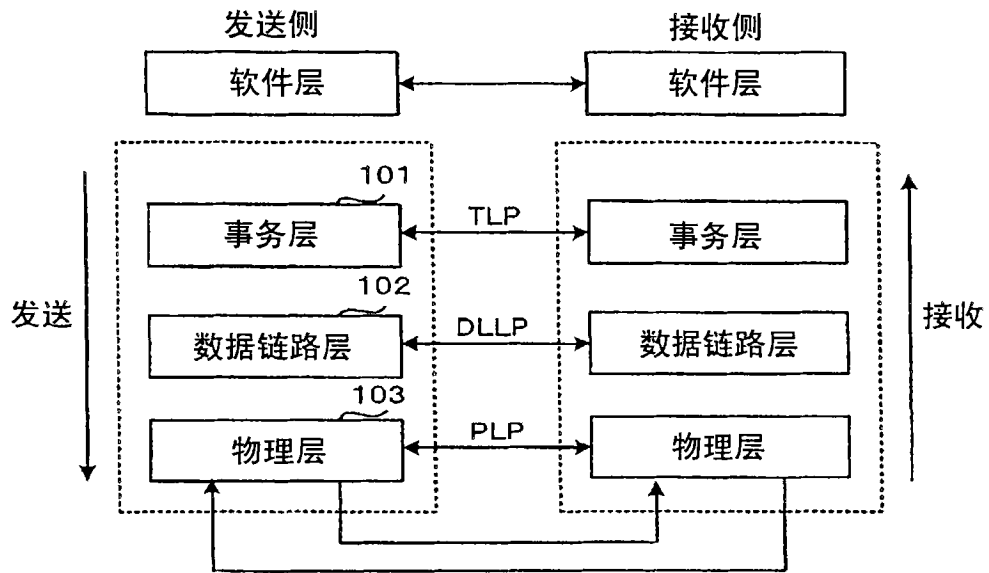 发送侧
接收侧
软件层
软件层
101
事务层
TLP
事务层
102
发送
数据链路层
DLLP
数据链路层
接收
103
物理层
PLP
物理层